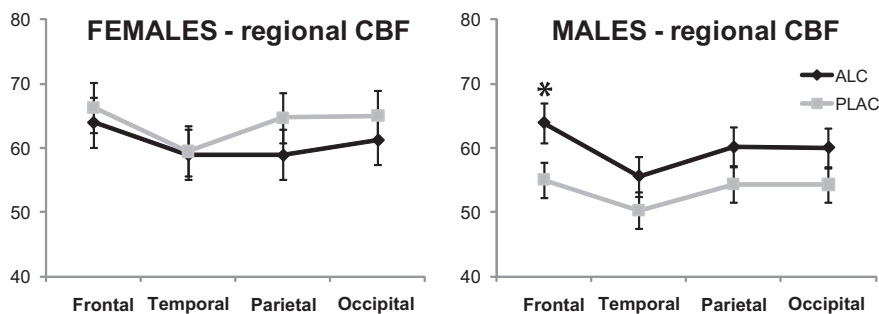 FEMALES - regional CBF
80
70
60
50
40
Frontal Temporal Parietal Occipital
MALES - regional CBF
80
70
60
50
40
*
ALC
PLAC
Frontal Temporal Parietal Occipital